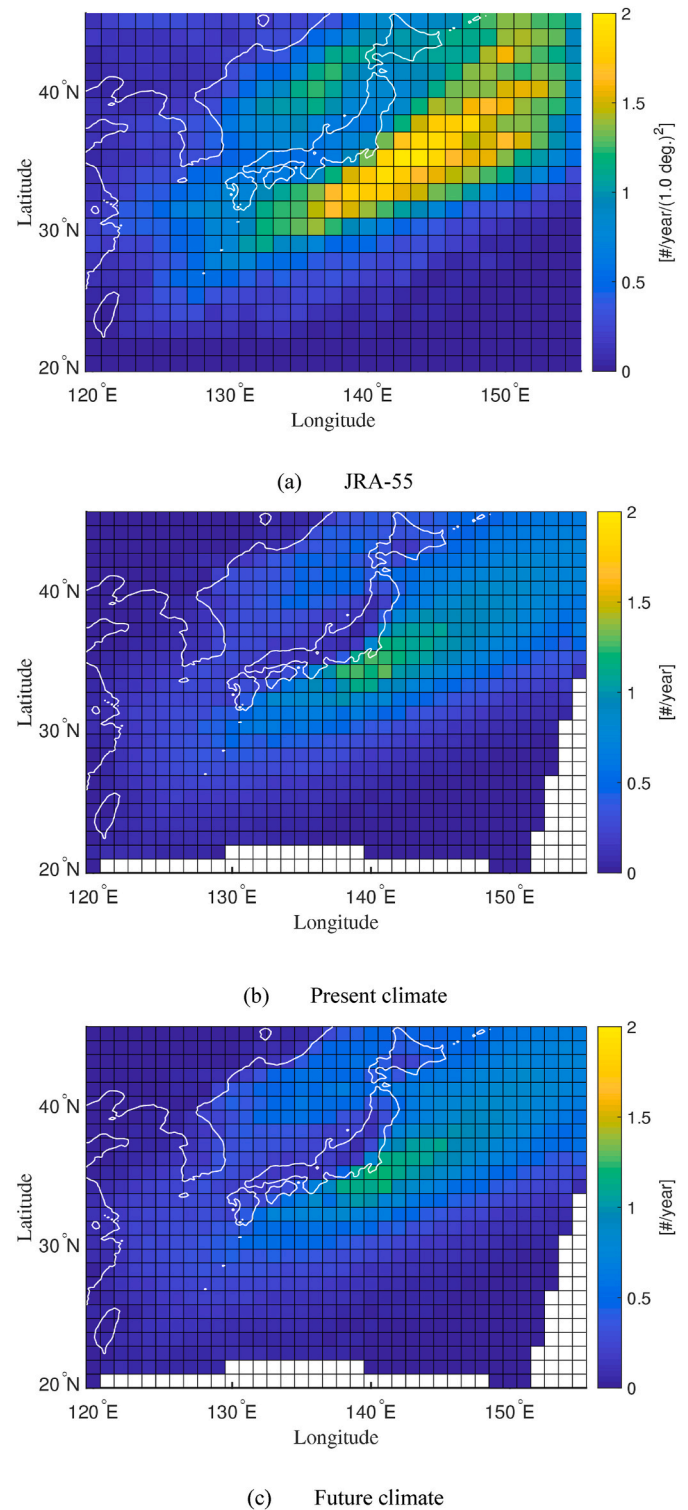 2
40°N
1.5
Latitude
1
30°N
0.5
20°N
0
120°E 130°E 140°E 150°E
Longitude
[#/year/(1.0 deg.)²]
(a) JRA-55
2
40°N
1.5
Latitude
1
30°N
0.5
20°N
0
120°E 130°E 140°E 150°E
Longitude
[#/year]
(b) Present climate
2
40°N
1.5
Latitude
1
30°N
0.5
20°N
0
120°E 130°E 140°E 150°E
Longitude
[#/year]
(c) Future climate